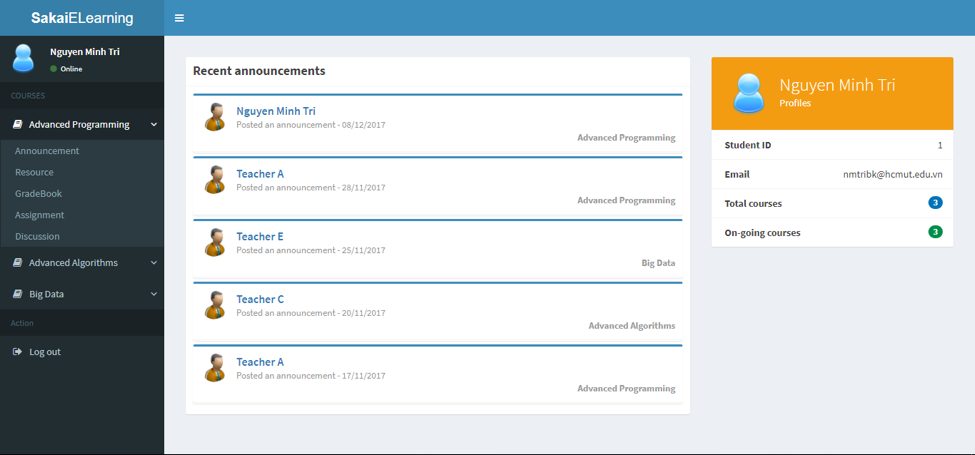 SakaiELearning
Nguyen Minh Tri
Online
COURSES
Advanced Programming
Announcement
Resource
GradeBook
Assignment
Discussion
Advanced Algorithms
Big Data
Action
Log out
Recent announcements
Nguyen Minh Tri
Posted an announcement - 08/12/2017
Advanced Programming
Teacher A
Posted an announcement - 28/11/2017
Advanced Programming
Teacher E
Posted an announcement - 25/11/2017
Big Data
Teacher C
Posted an announcement - 20/11/2017
Advanced Algorithms
Teacher A
Posted an announcement - 17/11/2017
Advanced Programming
Nguyen Minh Tri
Profiles
Student ID 1
Email nmtribk@hcmut.edu.vn
Total courses 3
On-going courses 3